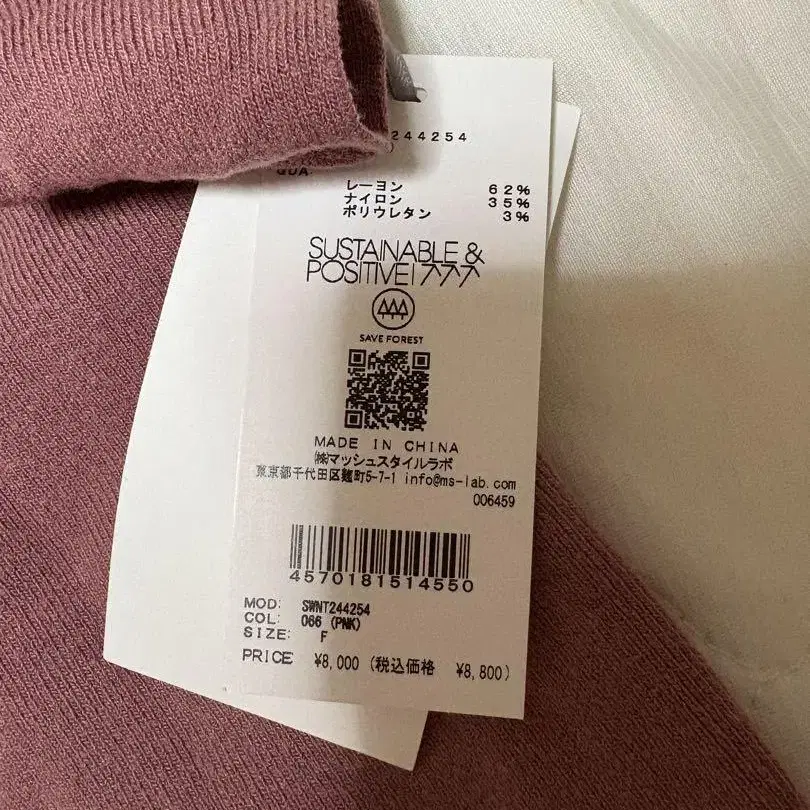 244254
)
QUA:
レーヨン 62%
ナイロン 35%
ポリウレタン 3%
SUSTAINABLE &
POSITIVE!
SAVE FOREST
MADE IN CHINA
㈱マッシュスタイルラボ
東京都千代田区麹町5-7-1 info@ms-lab.com
006459
4570181514550
MOD: SWNT244254
COL: 066 (PNK)
SIZE: F
PRICE ¥8,000 (税込価格 ¥8,800)